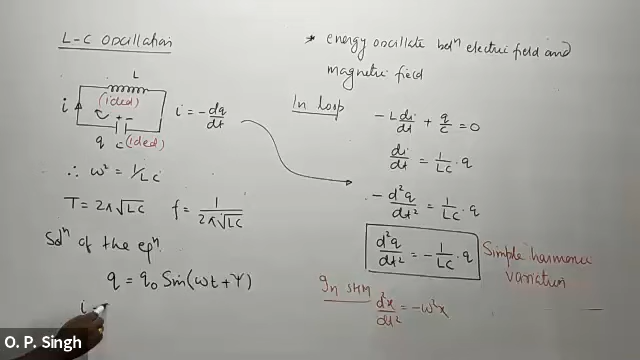 L-C OSCILLATION
L
(ided)
i
+ -
q C (ided)
i = -dq/dt
∴ ω² = 1/LC
T = 2π√LC f = 1/2π√LC
Solⁿ of the eqⁿ.
q = q₀ Sin(ωt + Ψ)
i =
* energy oscillate betⁿ electric field and
magnetic field
In loop
-L di/dt + q/C = 0
di/dt = 1/LC · q
-d²q/dt² = 1/LC · q
d²q/dt² = -1/LC · q
Simple harmonic
variation
In SHM d²x/dt² = -ω²x
O. P. Singh